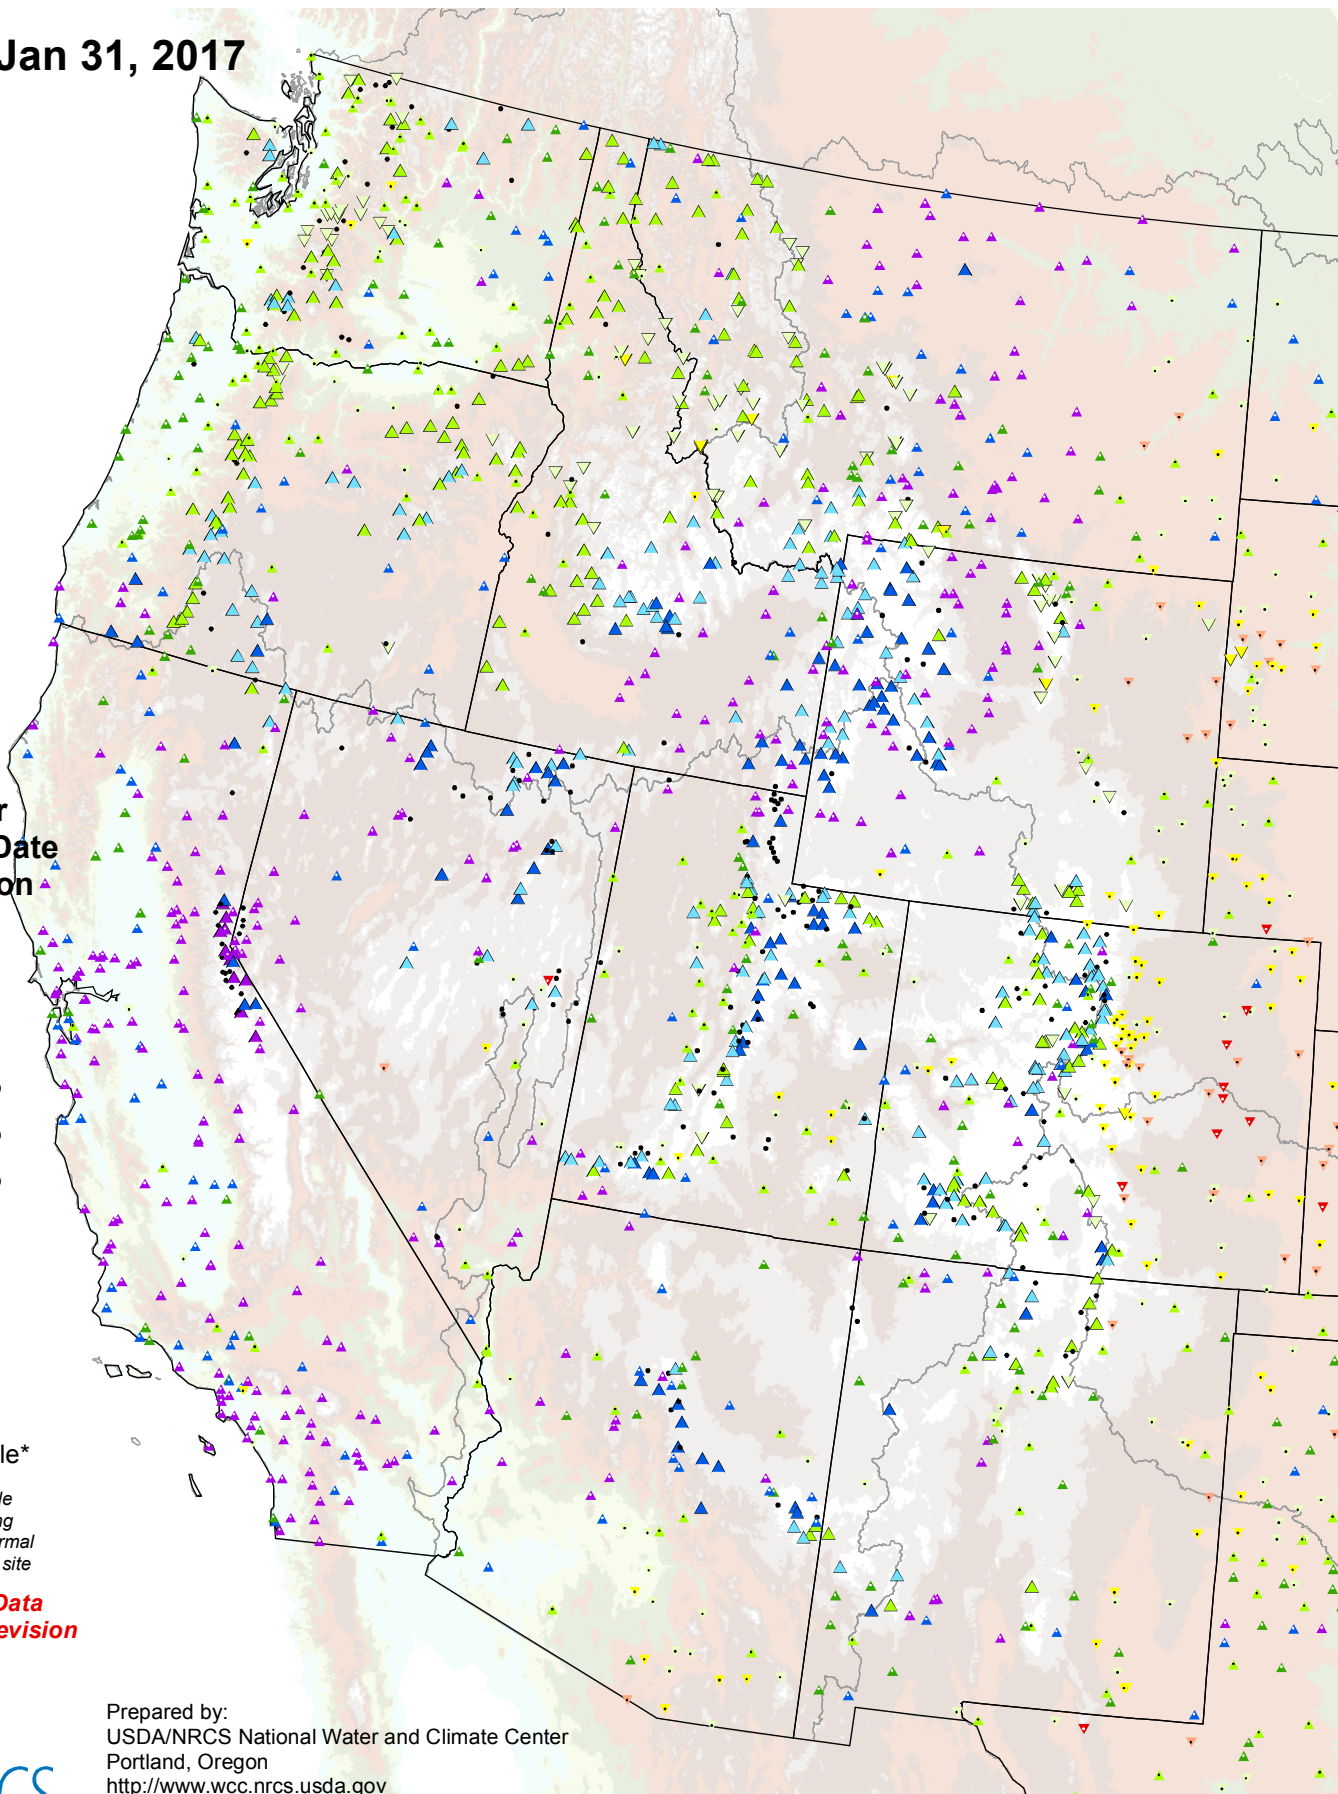 Jan 31, 2017
r
Date
on
le*
le
ng
rmal
site
Data
evision
Prepared by:
USDA/NRCS National Water and Climate Center
Portland, Oregon
http://www.wcc.nrcs.usda.gov
CS